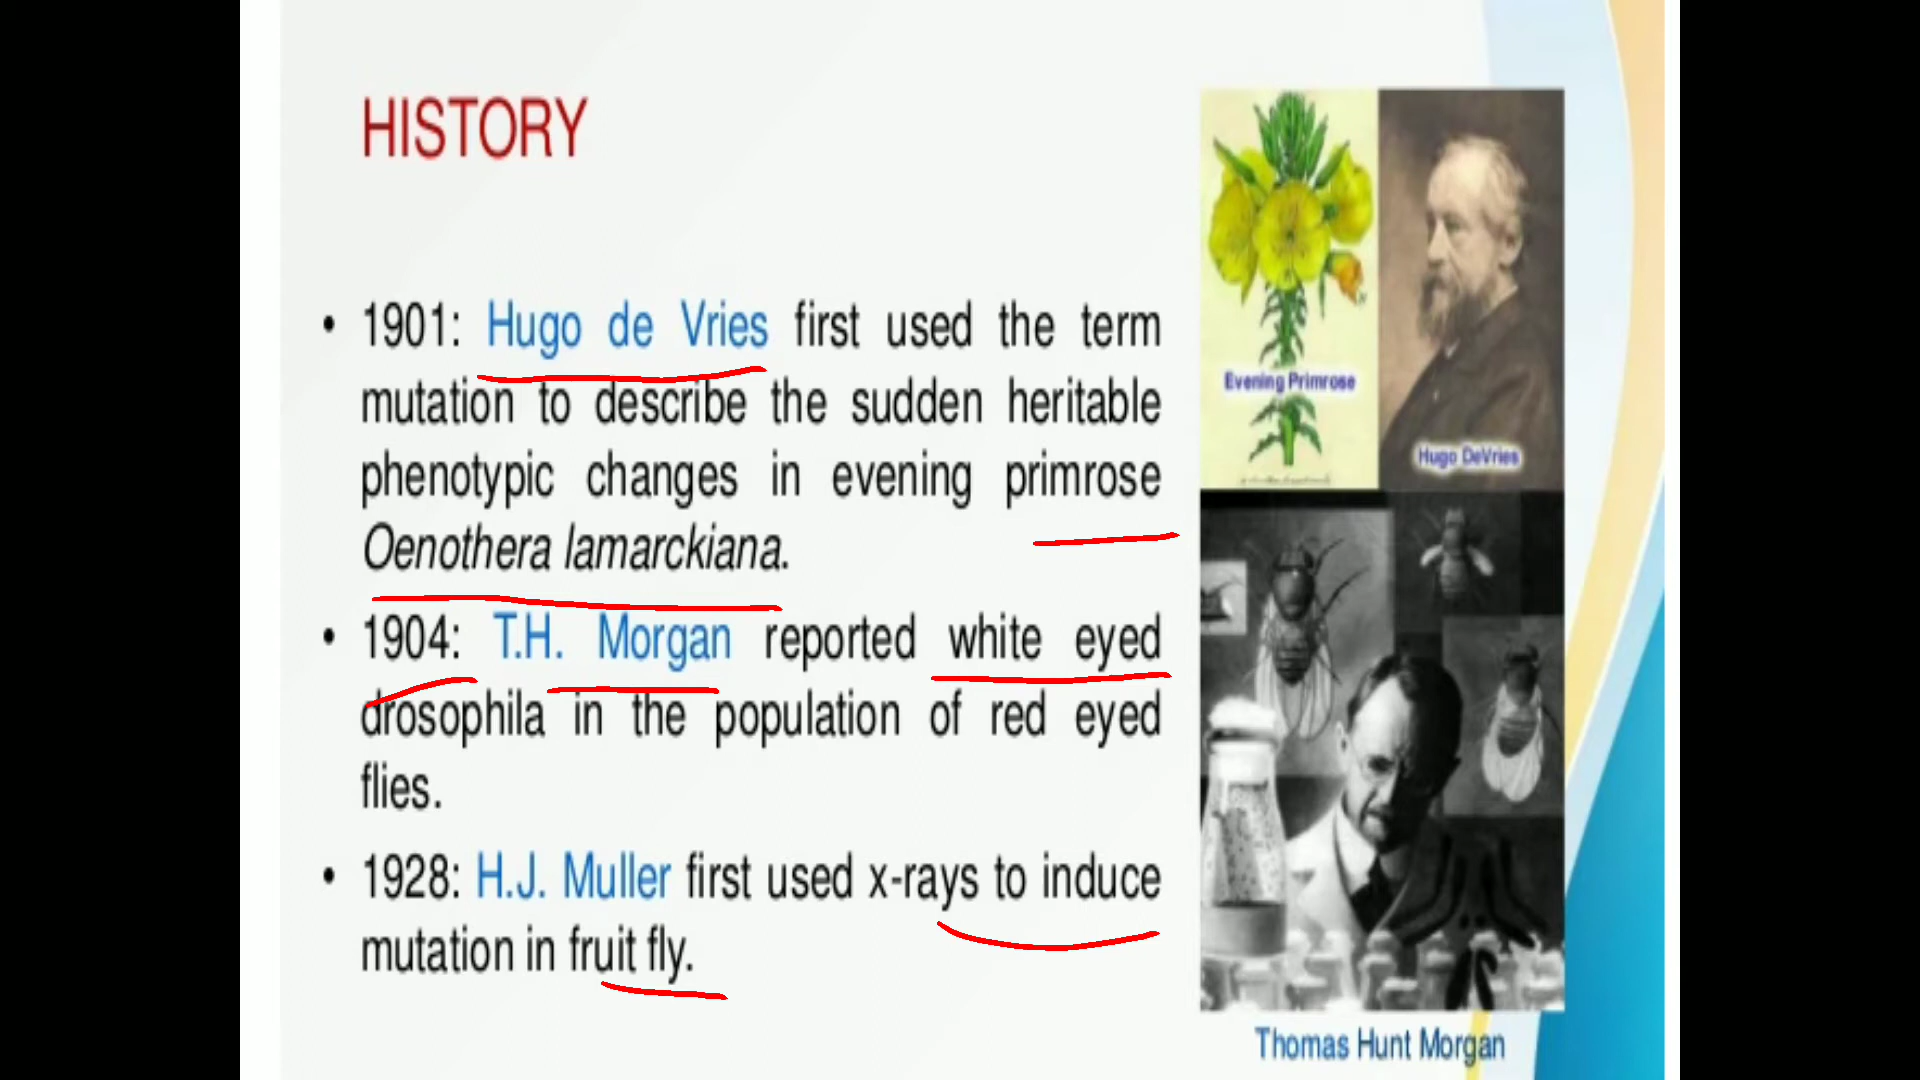 HISTORY
• 1901: Hugo de Vries first used the term
mutation to describe the sudden heritable
phenotypic changes in evening primrose
Oenothera lamarckiana.
• 1904: T.H. Morgan reported white eyed
drosophila in the population of red eyed
flies.
• 1928: H.J. Muller first used x-rays to induce
mutation in fruit fly.
Evening Primrose
Hugo DeVries
Thomas Hunt Morgan